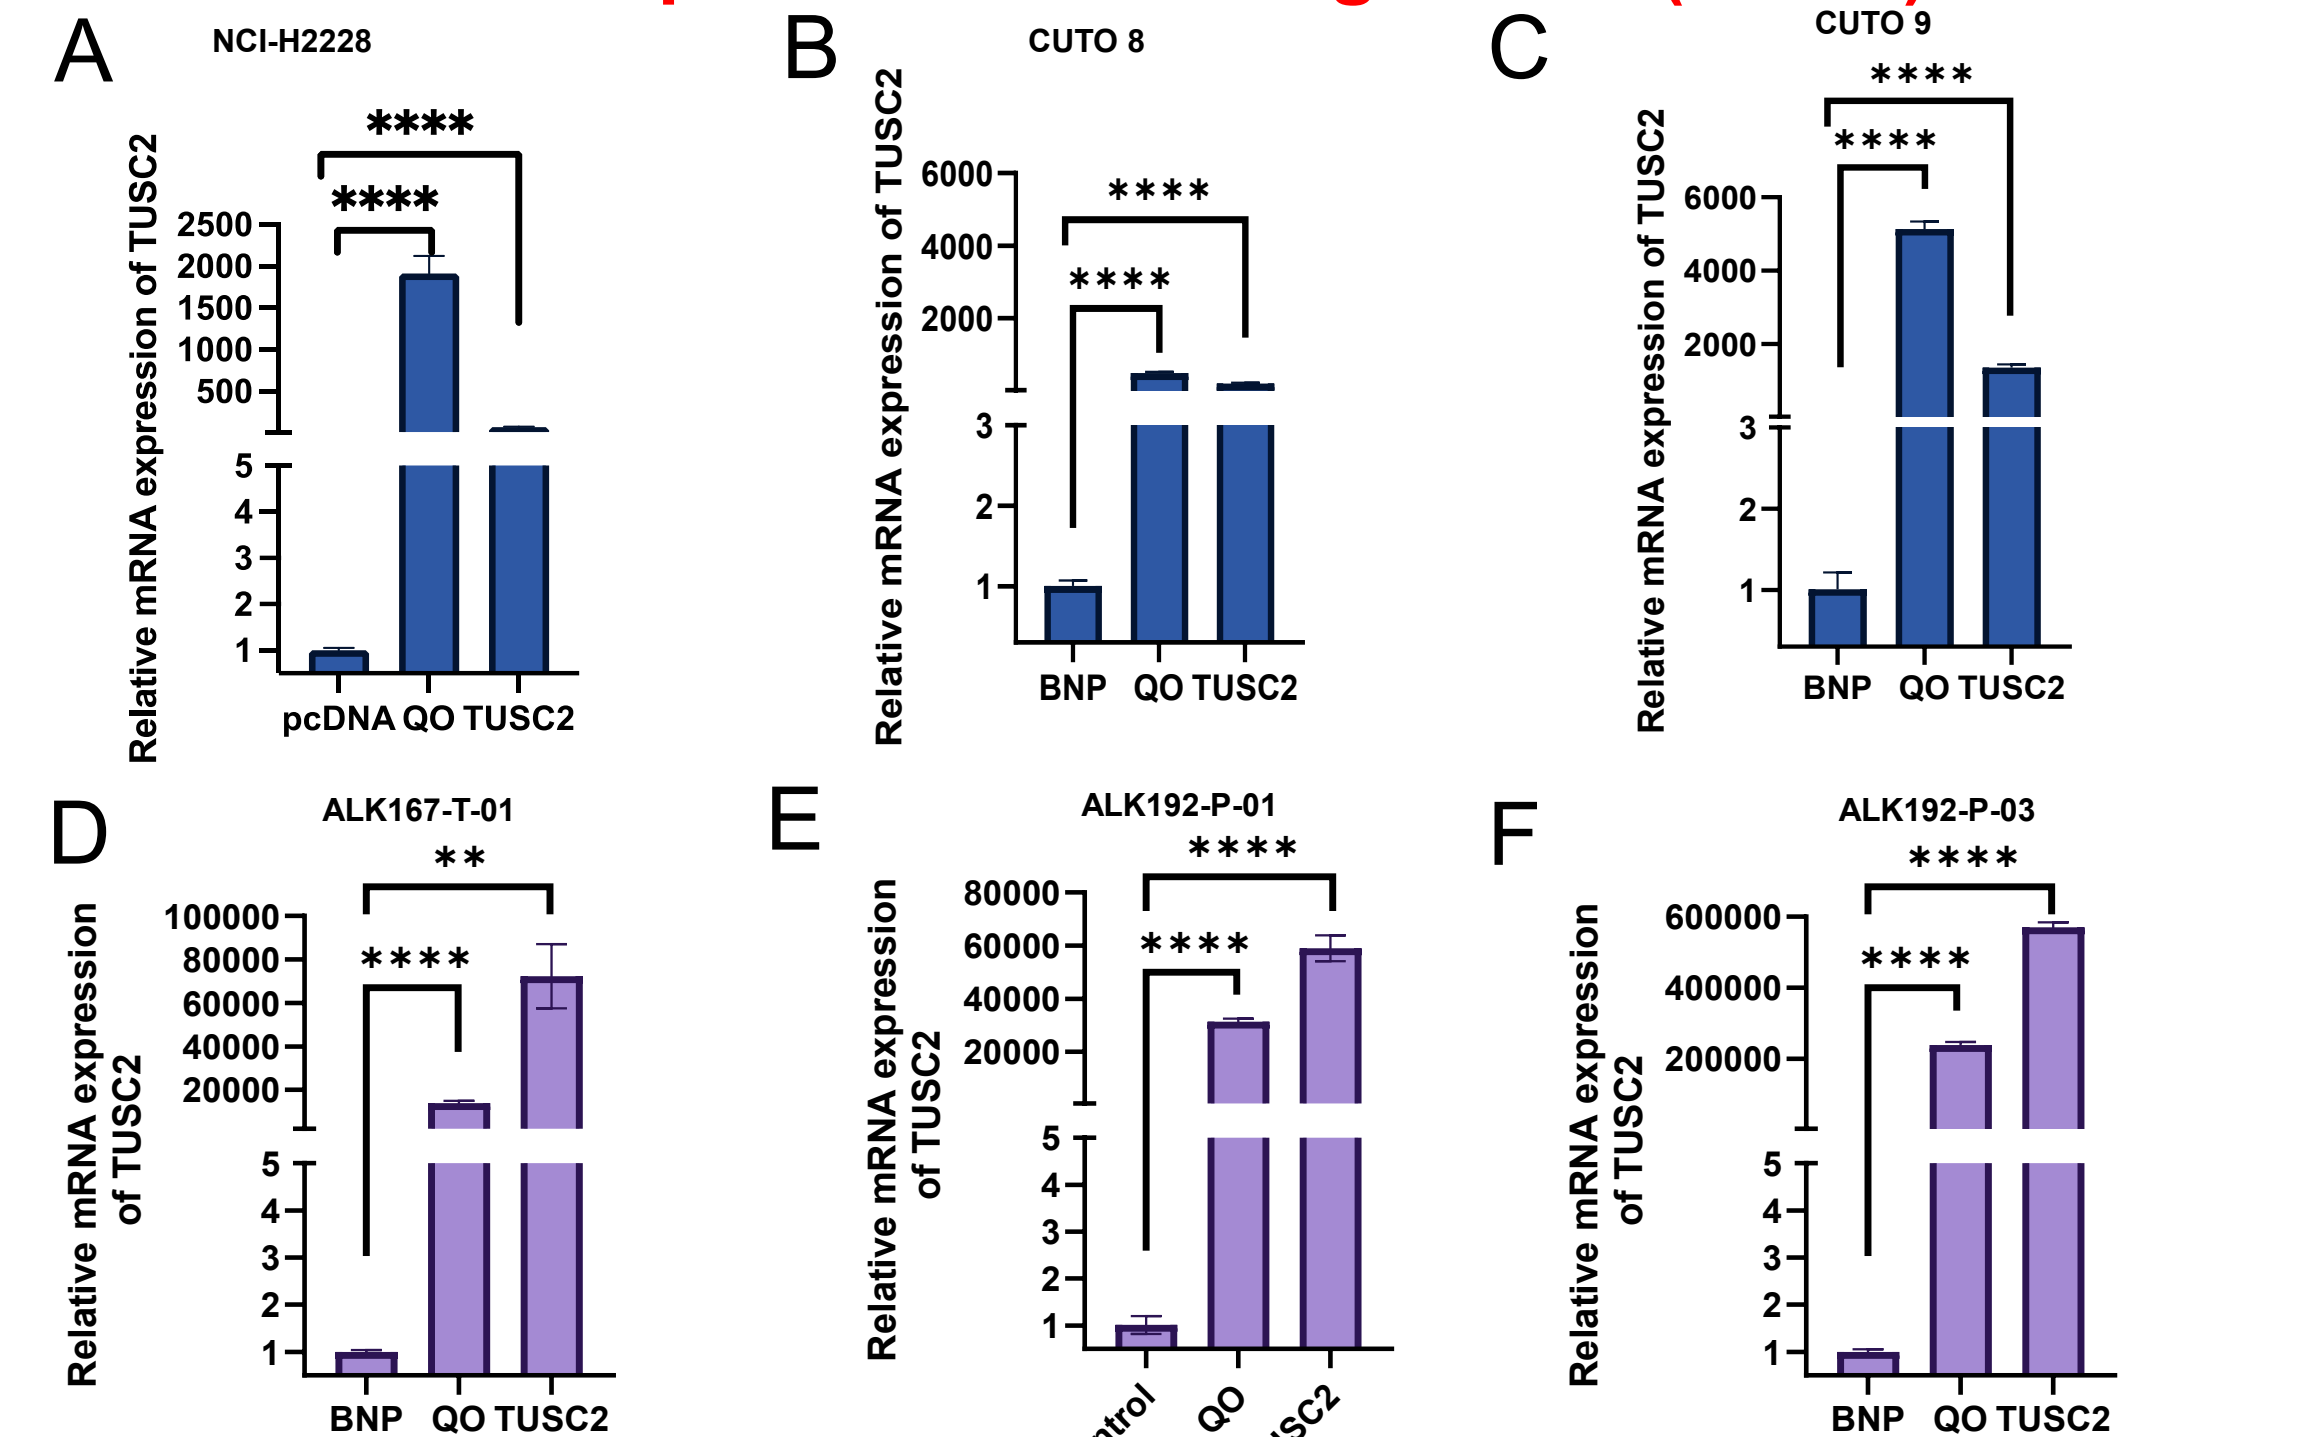 A
NCI-H2228
****
****
Relative mRNA expression of TUSC2
2500
2000
1500
1000
500
5
4
3
2
1
pcDNA QO TUSC2
B
CUTO 8
****
****
Relative mRNA expression of TUSC2
6000
4000
2000
3
2
1
BNP QO TUSC2
C
CUTO 9
****
****
Relative mRNA expression of TUSC2
6000
4000
2000
3
2
1
BNP QO TUSC2
D
ALK167-T-01
**
****
Relative mRNA expression
of TUSC2
100000
80000
60000
40000
20000
5
4
3
2
1
BNP QO TUSC2
E
ALK192-P-01
****
****
Relative mRNA expression
of TUSC2
80000
60000
40000
20000
5
4
3
2
1
QO
F
ALK192-P-03
****
****
Relative mRNA expression
of TUSC2
600000
400000
200000
5
4
3
2
1
BNP QO TUSC2